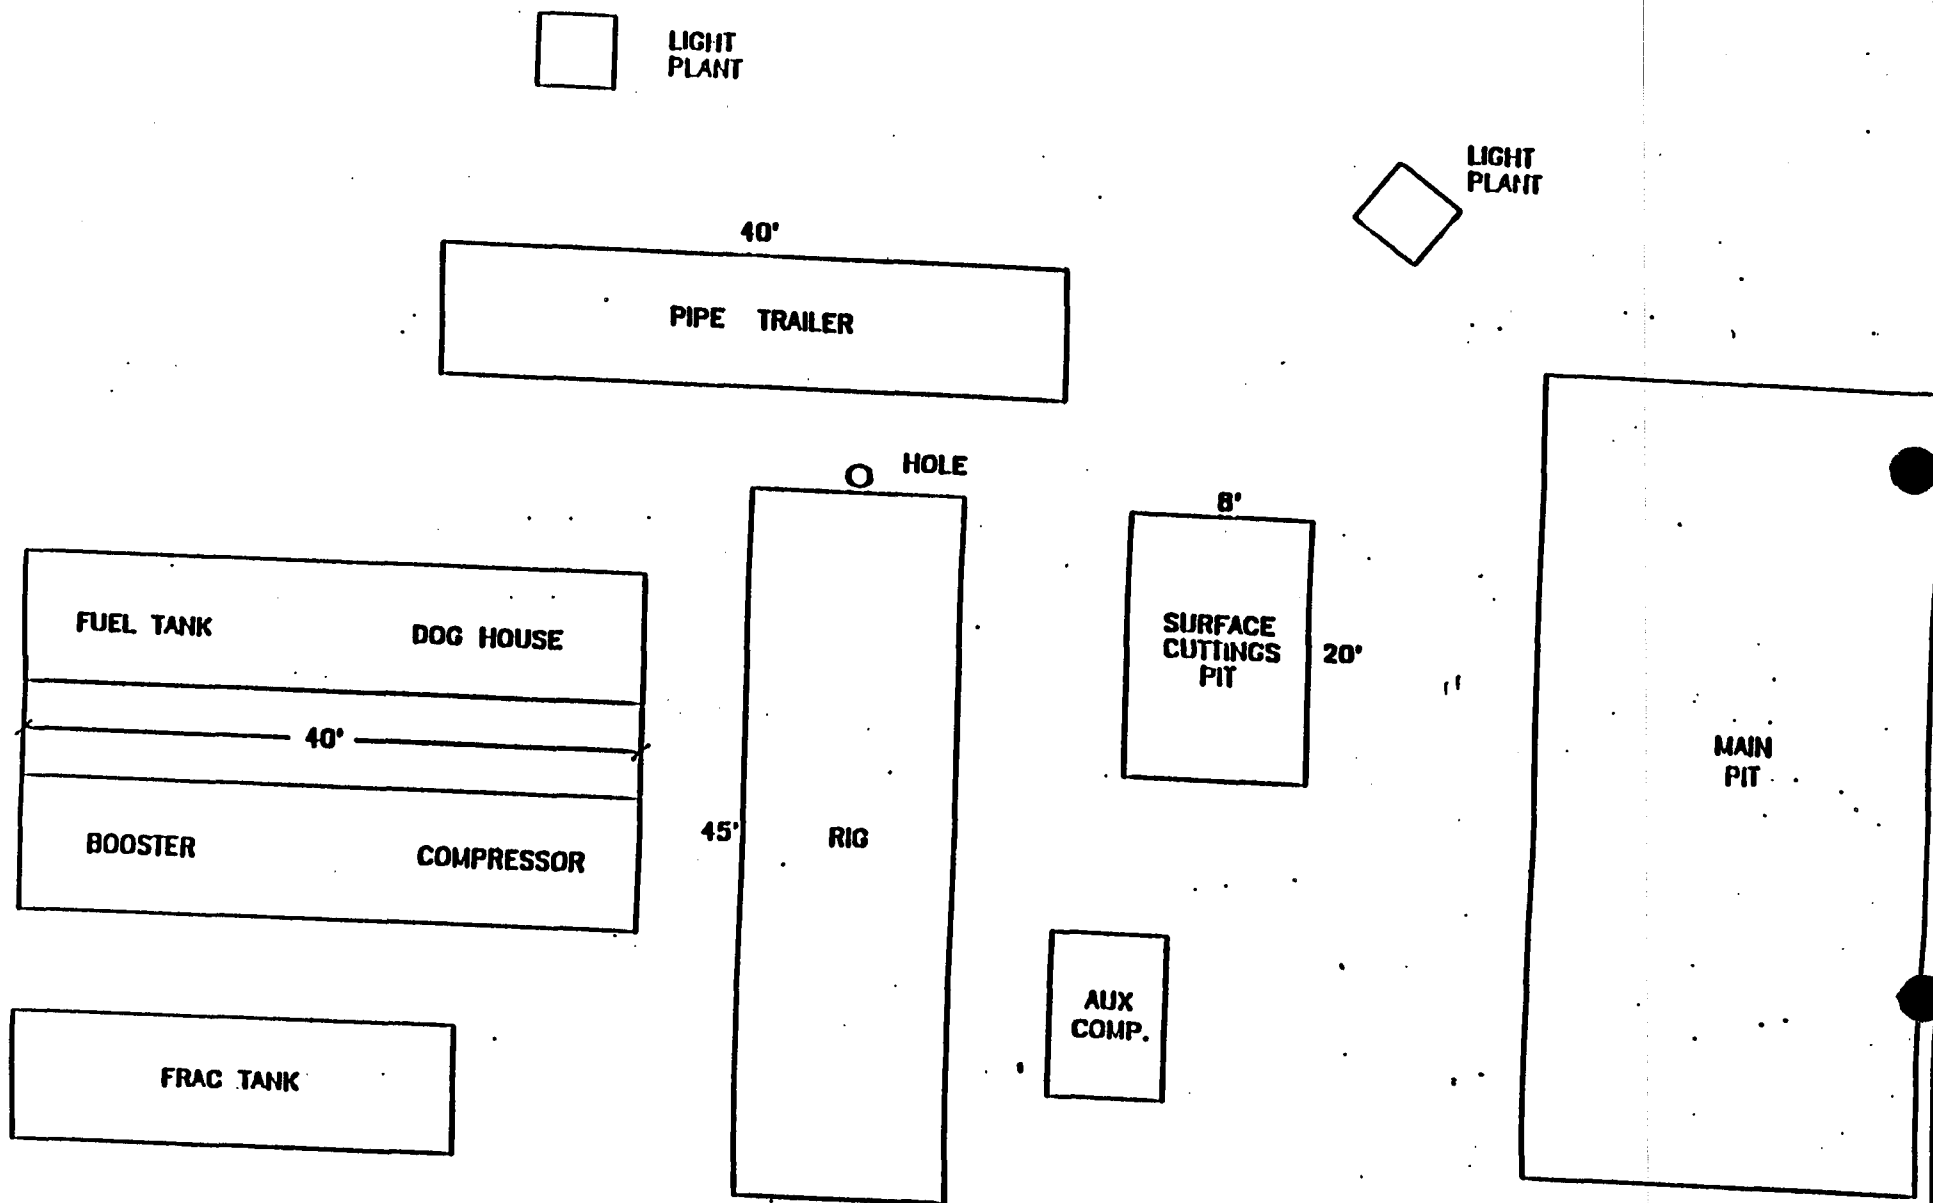 LIGHT
PLANT
LIGHT
PLANT
40'
PIPE TRAILER
HOLE
8'
FUEL TANK
DOG HOUSE
SURFACE
CUTTINGS
PIT
20'
40'
MAIN
PIT
45'
RIG
BOOSTER
COMPRESSOR
AUX
COMP.
FRAC TANK